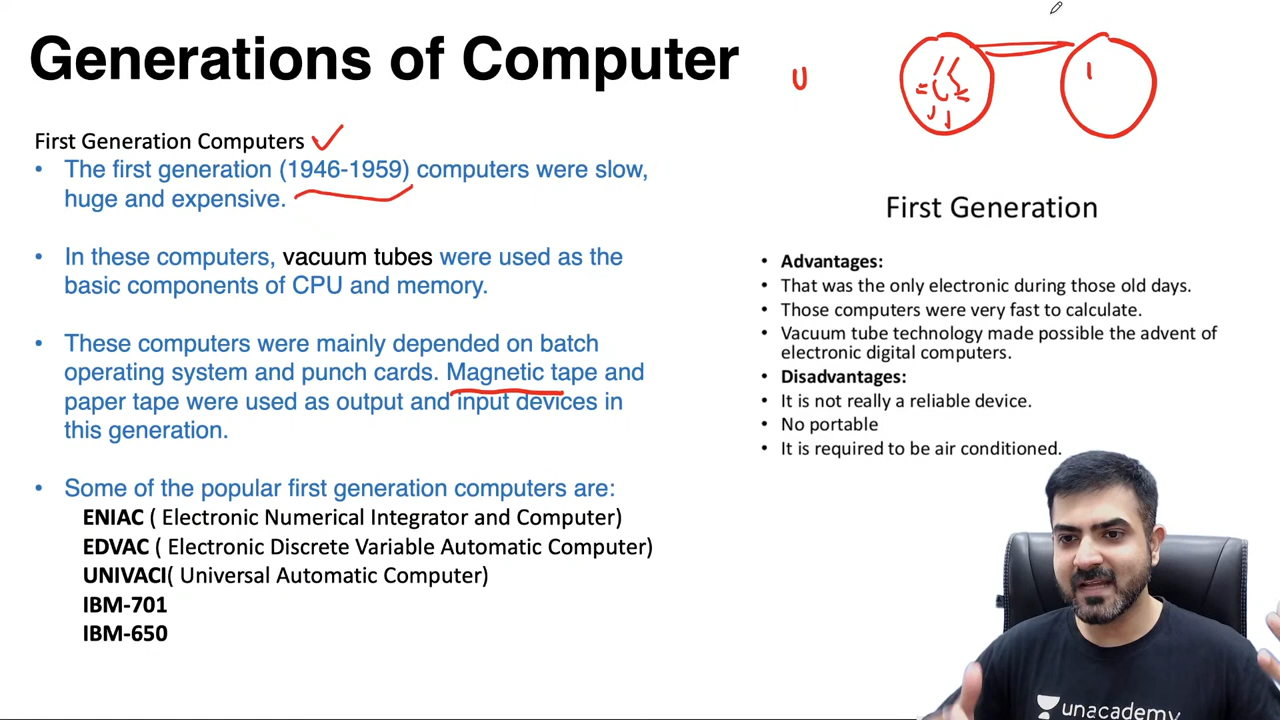 Generations of Computer
First Generation Computers
• The first generation (1946-1959) computers were slow,
huge and expensive.
• In these computers, vacuum tubes were used as the
basic components of CPU and memory.
• These computers were mainly depended on batch
operating system and punch cards. Magnetic tape and
paper tape were used as output and input devices in
this generation.
• Some of the popular first generation computers are:
ENIAC ( Electronic Numerical Integrator and Computer)
EDVAC ( Electronic Discrete Variable Automatic Computer)
UNIVACI( Universal Automatic Computer)
IBM-701
IBM-650
U
First Generation
• Advantages:
• That was the only electronic during those old days.
• Those computers were very fast to calculate.
• Vacuum tube technology made possible the advent of
electronic digital computers.
• Disadvantages:
• It is not really a reliable device.
• No portable
• It is required to be air conditioned.
unacademy